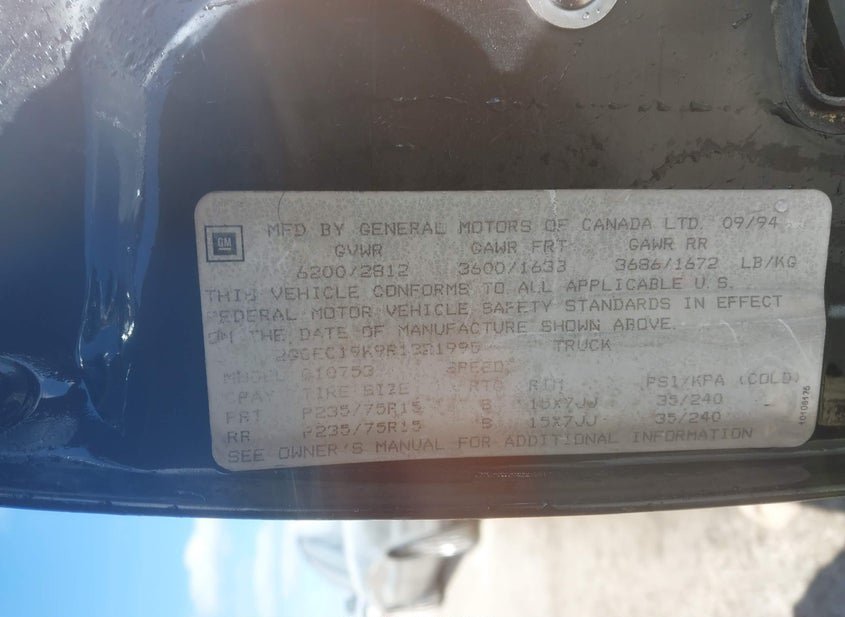 GM
MFD BY GENERAL MOTORS OF CANADA LTD. 09/94
GVWR GAWR FRT GAWR RR
6200/2812 3600/1633 3686/1672 LB/KG
THIS VEHICLE CONFORMS TO ALL APPLICABLE U.S.
FEDERAL MOTOR VEHICLE SAFETY STANDARDS IN EFFECT
ON THE DATE OF MANUFACTURE SHOWN ABOVE.
TRUCK
MODEL: SPEED:
TIRE SIZE RTG RIM PSI/KPA (COLD)
FRT P235/75R15 S 15X7JJ 35/240
RR P235/75R15 S 15X7JJ 35/240
SEE OWNER'S MANUAL FOR ADDITIONAL INFORMATION